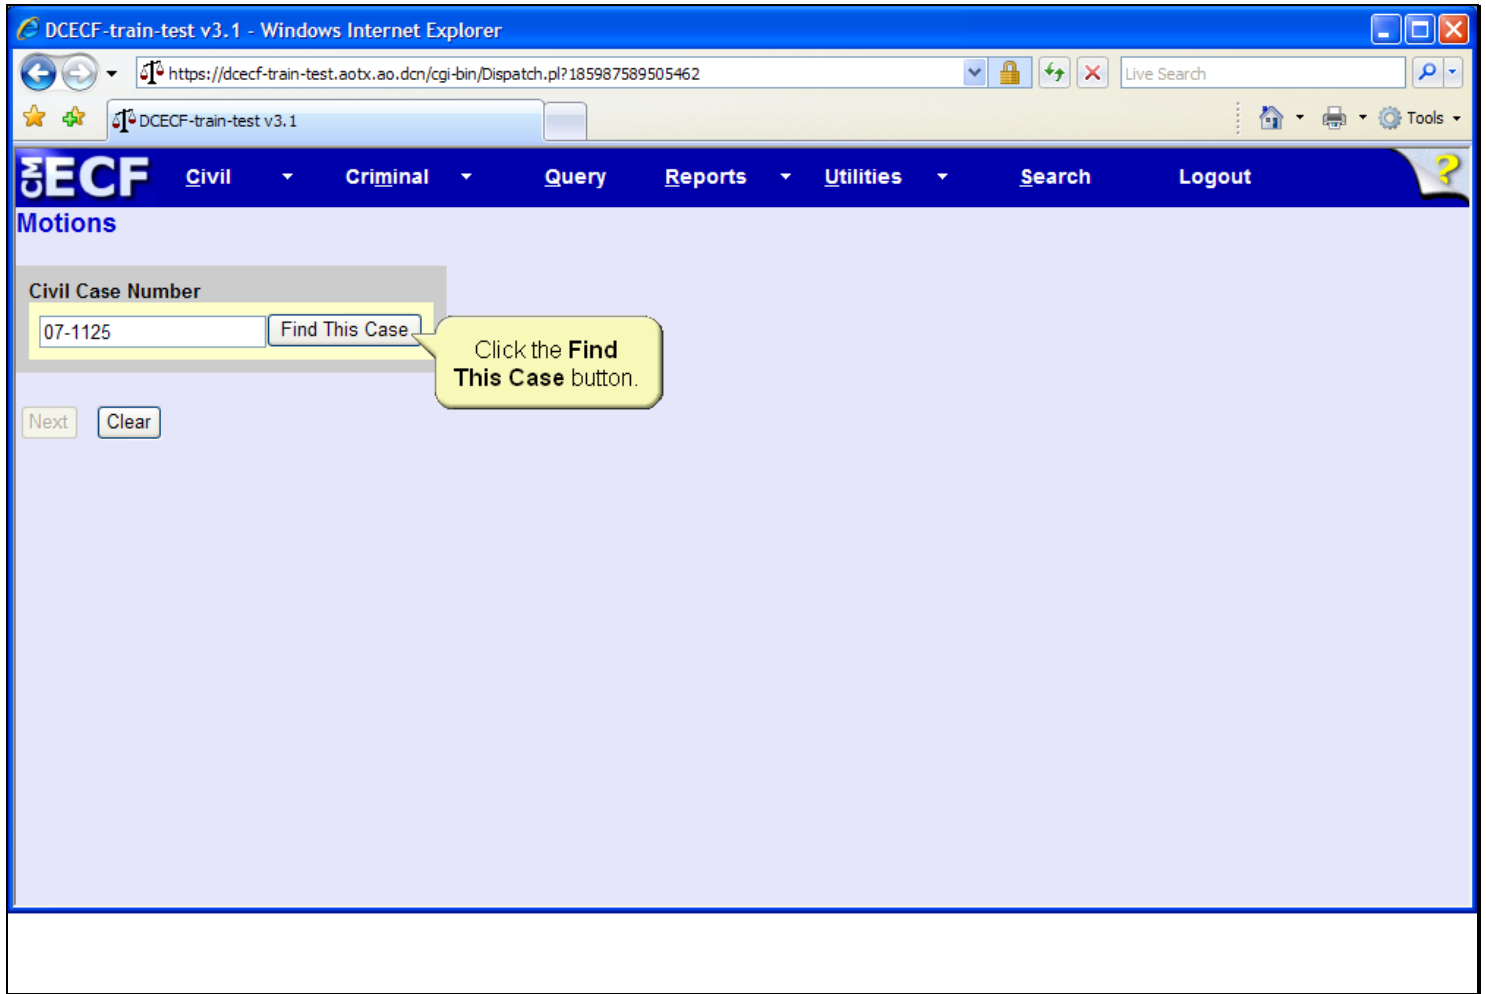 DCECF-train-test v3.1 - Windows Internet Explorer
https://dcecf-train-test.aotx.ao.dcn/cgi-bin/Dispatch.pl?185987589505462
Live Search
DCECF-train-test v3.1
Tools
CM ECF Civil Criminal Query Reports Utilities Search Logout ?
Motions
Civil Case Number
07-1125 Find This Case
Click the Find
This Case button.
Next Clear